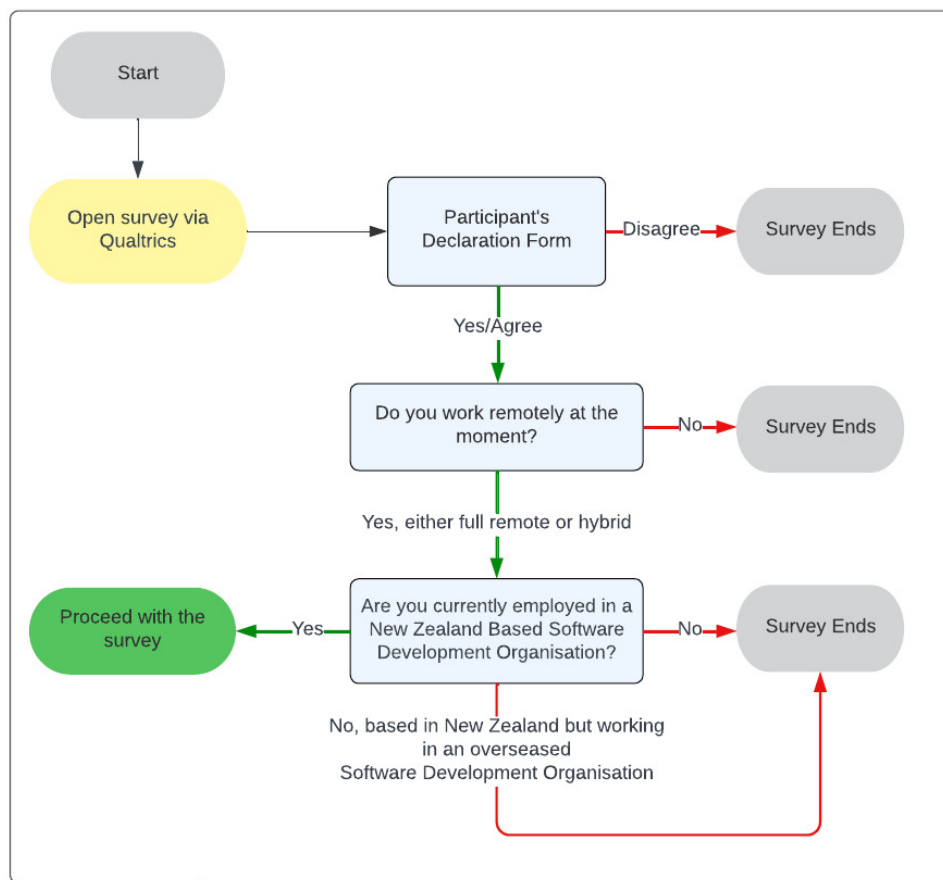 Start
Open survey via
Qualtrics
Participant's
Declaration Form
Disagree
Survey Ends
Yes/Agree
Do you work remotely at the
moment?
No
Survey Ends
Yes, either full remote or hybrid
Proceed with the
survey
Yes
Are you currently employed in a
New Zealand Based Software
Development Organisation?
No
Survey Ends
No, based in New Zealand but working
in an overseased
Software Development Organisation